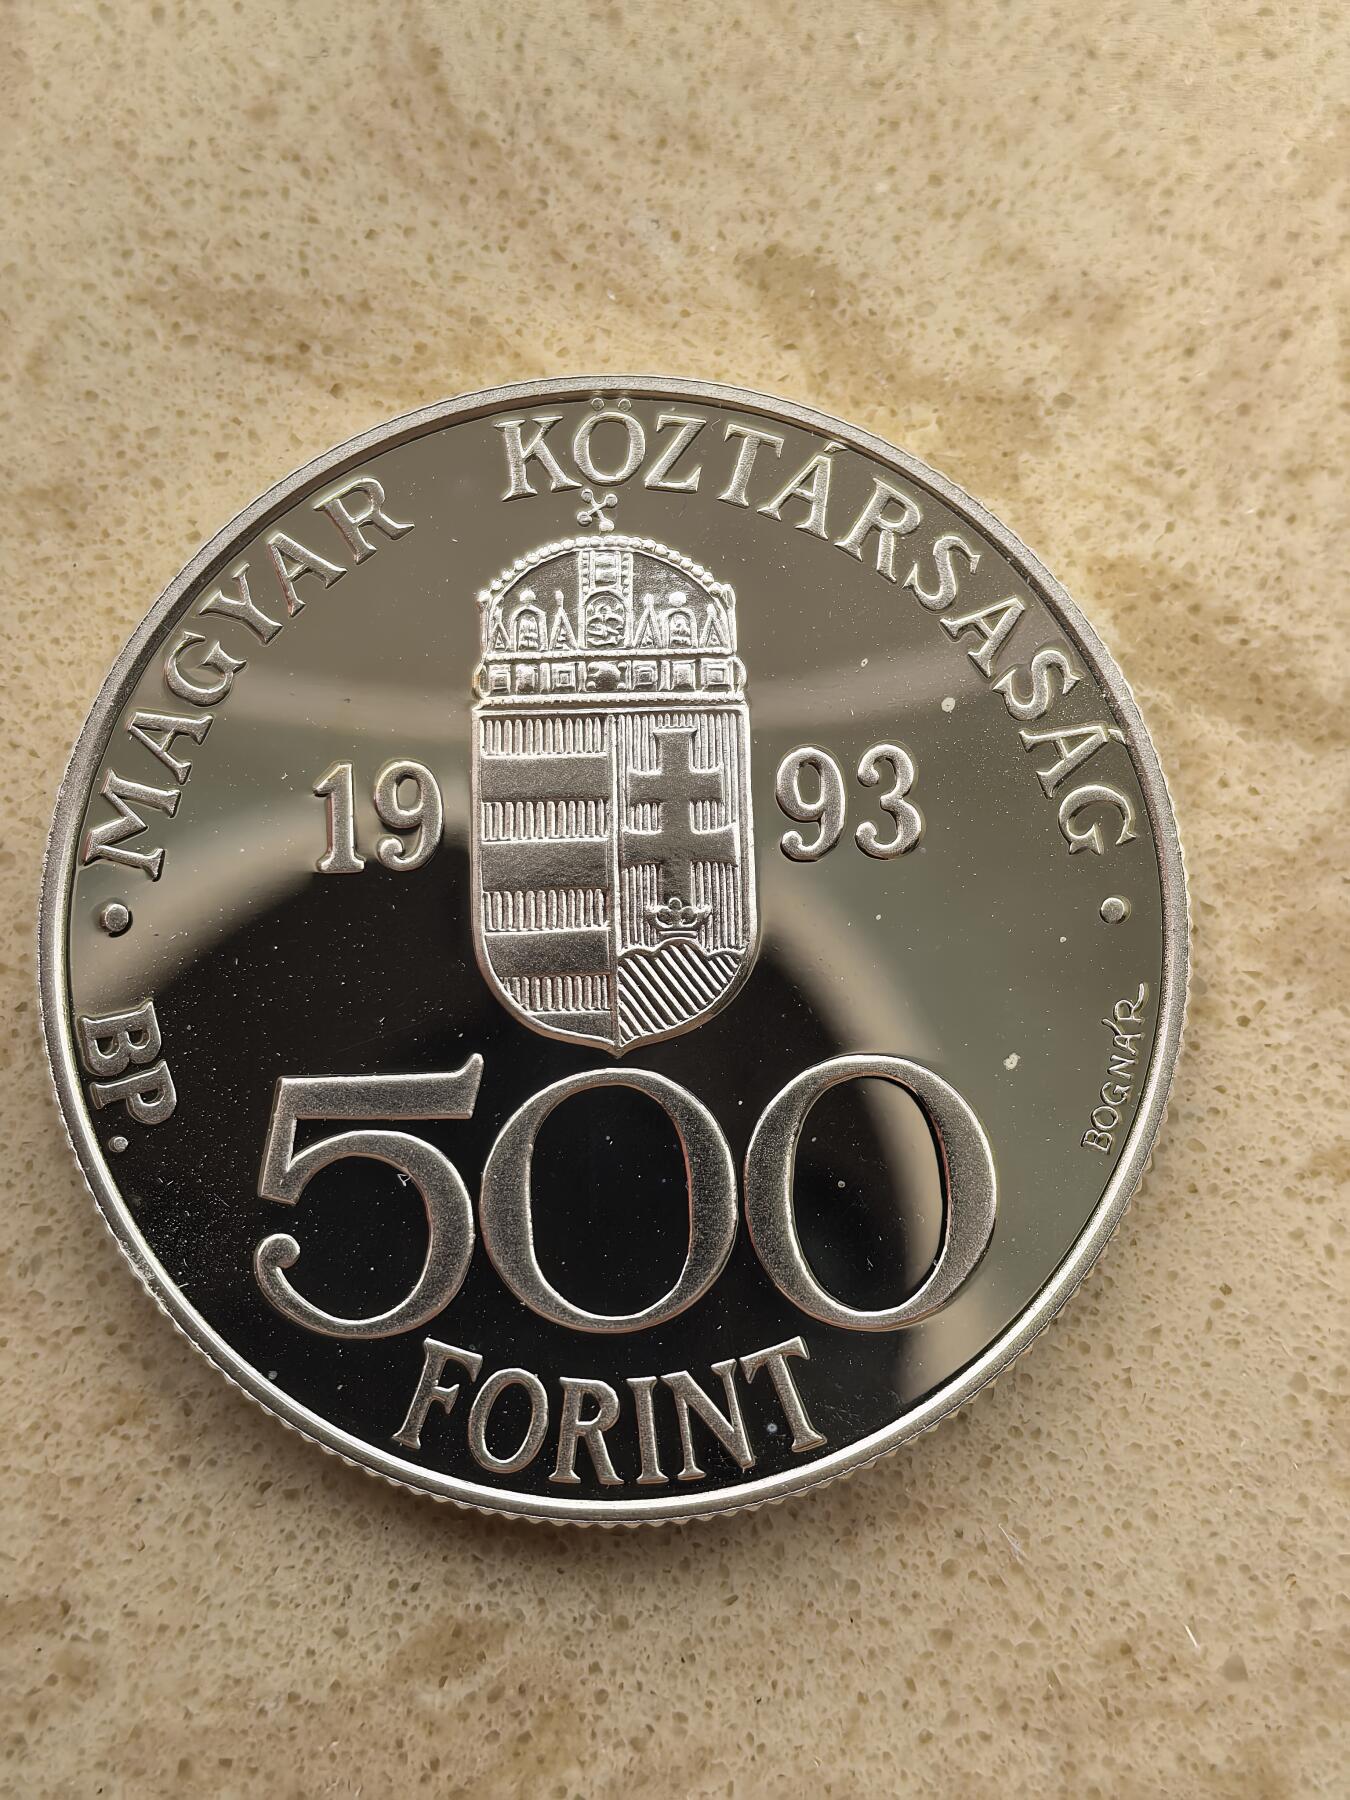 MAGYAR KÖZTÁRSASÁG
19 93
BP.
BOGNÁR
500
FORINT